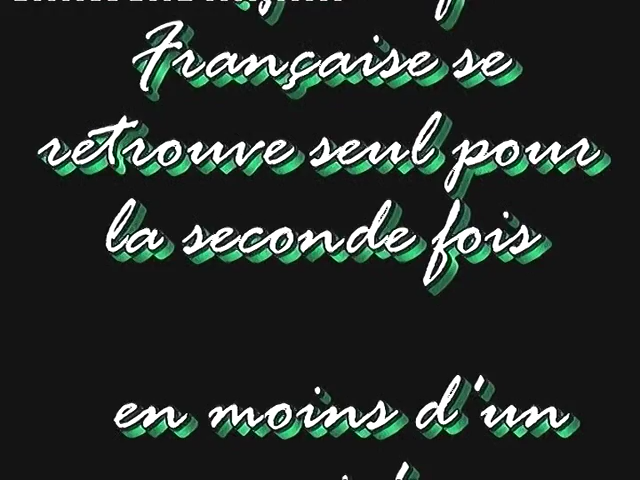 Française se
retrouve seul pour
la seconde fois
en moins d'un